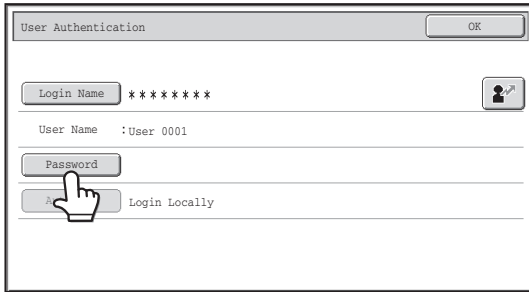 User Authentication
OK
Login Name ********
User Name :User 0001
Password
Login Locally